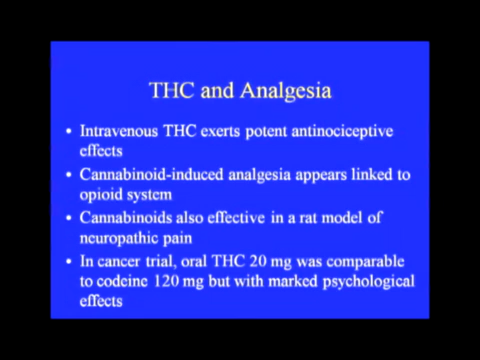 THC and Analgesia
• Intravenous THC exerts potent antinociceptive
effects
• Cannabinoid-induced analgesia appears linked to
opioid system
• Cannabinoids also effective in a rat model of
neuropathic pain
• In cancer trial, oral THC 20 mg was comparable
to codeine 120 mg but with marked psychological
effects